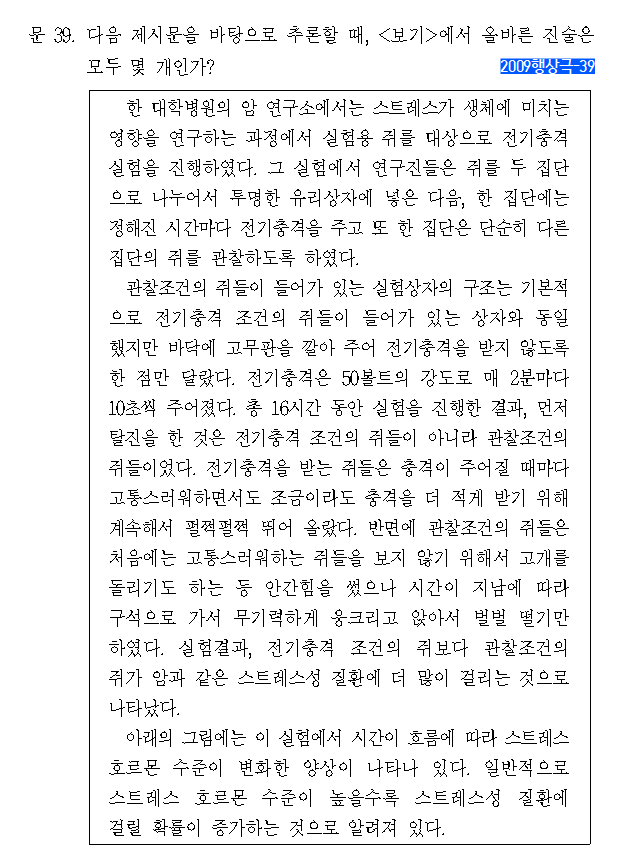 문 39. 다음 제시문을 바탕으로 추론할 때, <보기>에서 올바른 진술은
모두 몇 개인가?
2009행상극-39
한 대학병원의 암 연구소에서는 스트레스가 생체에 미치는
영향을 연구하는 과정에서 실험용 쥐를 대상으로 전기충격
실험을 진행하였다. 그 실험에서 연구진들은 쥐를 두 집단
으로 나누어서 투명한 유리상자에 넣은 다음, 한 집단에는
정해진 시간마다 전기충격을 주고 또 한 집단은 단순히 다른
집단의 쥐를 관찰하도록 하였다.
관찰조건의 쥐들이 들어가 있는 실험상자의 구조는 기본적
으로 전기충격 조건의 쥐들이 들어가 있는 상자와 동일
했지만 바닥에 고무판을 깔아 주어 전기충격을 받지 않도록
한 점만 달랐다. 전기충격은 50볼트의 강도로 매 2분마다
10초씩 주어졌다. 총 16시간 동안 실험을 진행한 결과, 먼저
탈진을 한 것은 전기충격 조건의 쥐들이 아니라 관찰조건의
쥐들이었다. 전기충격을 받는 쥐들은 충격이 주어질 때마다
고통스러워하면서도 조금이라도 충격을 더 적게 받기 위해
계속해서 펄쩍펄쩍 뛰어 올랐다. 반면에 관찰조건의 쥐들은
처음에는 고통스러워하는 쥐들을 보지 않기 위해서 고개를
돌리기도 하는 등 안간힘을 썼으나 시간이 지남에 따라
구석으로 가서 무기력하게 웅크리고 앉아서 벌벌 떨기만
하였다. 실험결과, 전기충격 조건의 쥐보다 관찰조건의
쥐가 암과 같은 스트레스성 질환에 더 많이 걸리는 것으로
나타났다.
아래의 그림에는 이 실험에서 시간이 흐름에 따라 스트레스
호르몬 수준이 변화한 양상이 나타나 있다. 일반적으로
스트레스 호르몬 수준이 높을수록 스트레스성 질환에
걸릴 확률이 증가하는 것으로 알려져 있다.